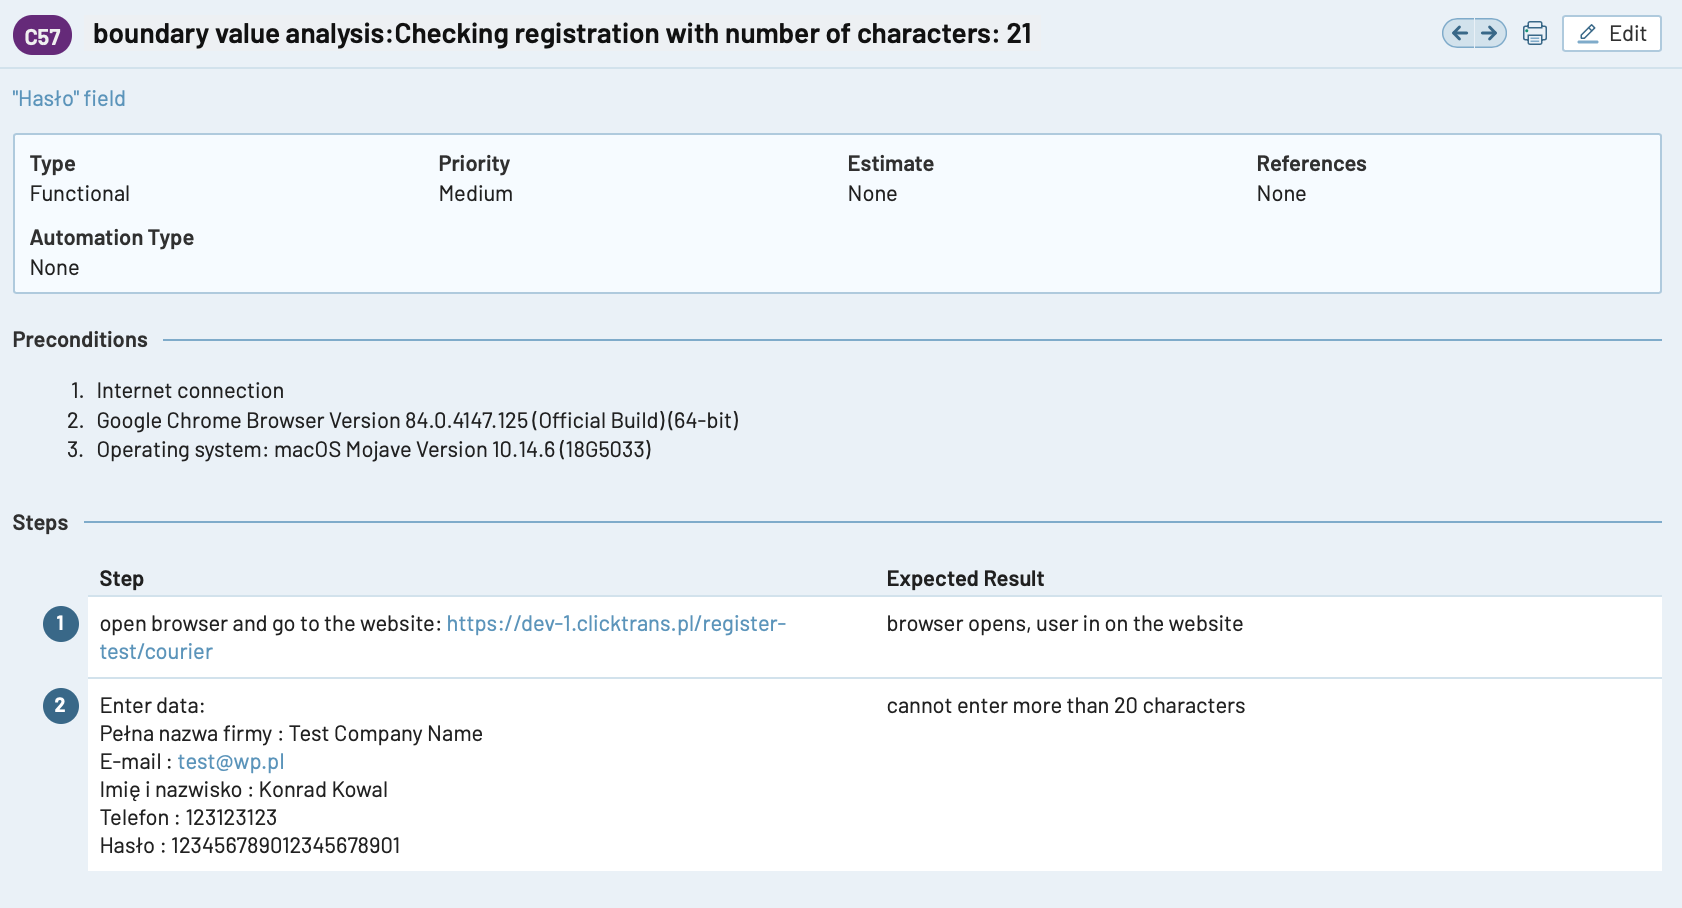 C57 boundary value analysis:Checking registration with number of characters: 21 Edit
"Hasło" field
Type Priority Estimate References
Functional Medium None None
Automation Type
None
Preconditions
1. Internet connection
2. Google Chrome Browser Version 84.0.4147.125 (Official Build) (64-bit)
3. Operating system: macOS Mojave Version 10.14.6 (18G5033)
Steps
Step Expected Result
1 open browser and go to the website: https://dev-1.clicktrans.pl/register- browser opens, user in on the website
test/courier
2 Enter data: cannot enter more than 20 characters
Pełna nazwa firmy : Test Company Name
E-mail : test@wp.pl
Imię i nazwisko : Konrad Kowal
Telefon : 123123123
Hasło : 123456789012345678901